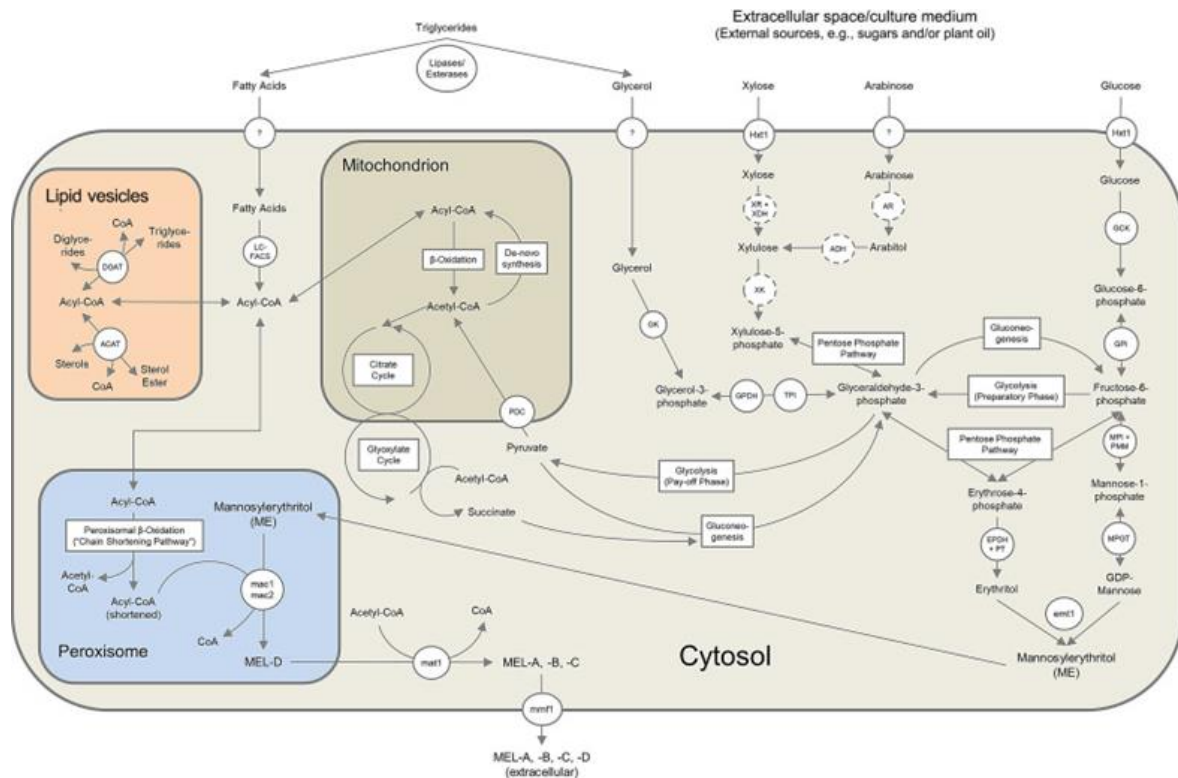 Extracellular space/culture medium
(External sources, e.g., sugars and/or plant oil)
Triglycerides
Lipases/
Esterases
Fatty Acids
Glycerol
Xylose
Arabinose
Glucose
?
?
Hxt1
?
Hxt1
Lipid vesicles
CoA
Diglyce-
rides
Triglyce-
rides
DGAT
Acyl-CoA
ACAT
Sterols
CoA
Sterol
Ester
Fatty Acids
LC-
FACS
Acyl-CoA
Mitochondrion
Acyl-CoA
β-Oxidation
De-novo
synthesis
Acetyl-CoA
Citrate
Cycle
PDC
Glyoxylate
Cycle
Pyruvate
Acetyl-CoA
Succinate
Glycerol
GK
Glycerol-3-
phosphate
GPDH
TPI
Xylose
XR +
XDH
Xylulose
XK
Xylulose-5-
phosphate
Arabinose
AR
Arabitol
ADH
Pentose Phosphate
Pathway
Glyceraldehyde-3-
phosphate
Gluconeo-
genesis
Glycolysis
(Preparatory Phase)
Glucose
GCK
Glucose-6-
phosphate
GPI
Fructose-6-
phosphate
MPI +
PMM
Mannose-1-
phosphate
MPGT
GDP-
Mannose
Pentose Phosphate
Pathway
Erythrose-4-
phosphate
EPDH
+ PT
Erythritol
emt1
Mannosylerythritol
(ME)
Glycolysis
(Pay-off Phase)
Gluconeo-
genesis
Acyl-CoA
Peroxisomal β-Oxidation
("Chain Shortening Pathway")
Acetyl-
CoA
Acyl-CoA
(shortened)
Mannosylerythritol
(ME)
mac1
mac2
CoA
MEL-D
Peroxisome
Acetyl-CoA
CoA
mat1
MEL-A, -B, -C
mmf1
MEL-A, -B, -C, -D
(extracellular)
Cytosol